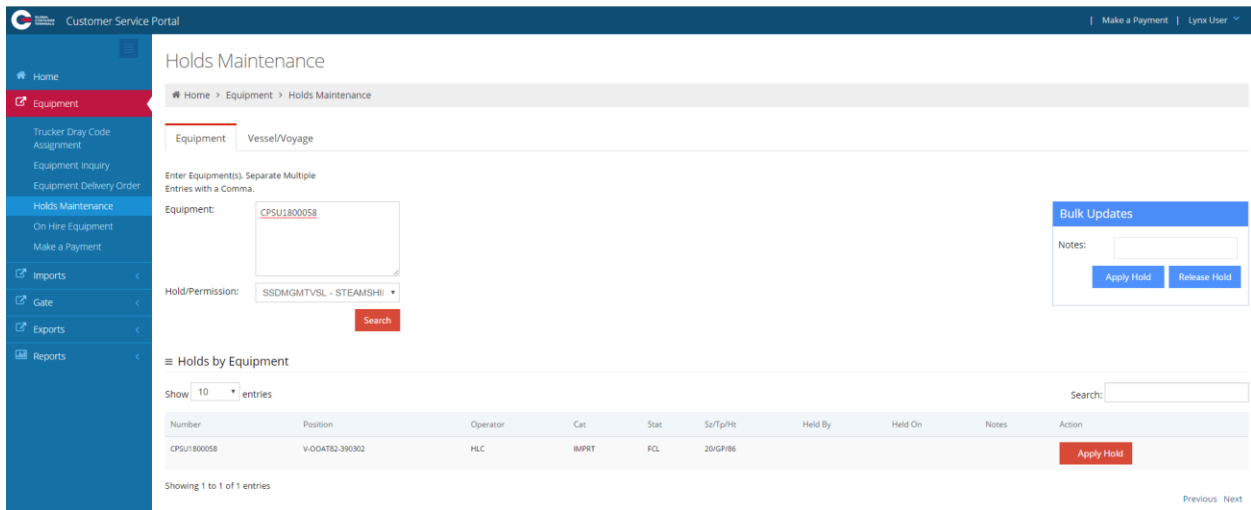 GLOBAL CONTAINER TERMINALS Customer Service Portal | Make a Payment | Lynx User
Home
Equipment
Trucker Dray Code
Assignment
Equipment Inquiry
Equipment Delivery Order
Holds Maintenance
On Hire Equipment
Make a Payment
Imports
Gate
Exports
Reports
Holds Maintenance
Home > Equipment > Holds Maintenance
Equipment Vessel/Voyage
Enter Equipment(s). Separate Multiple
Entries with a Comma.
Equipment: CPSU1800058
Hold/Permission: SSDMGMTVSL - STEAMSHI
Search
Bulk Updates
Notes:
Apply Hold Release Hold
Holds by Equipment
Show 10 entries Search:
Number Position Operator Cat Stat Sz/Tp/Ht Held By Held On Notes Action
CPSU1800058 V-OOAT82-390302 HLC IMPRT FCL 20/GP/86 Apply Hold
Showing 1 to 1 of 1 entries
Previous Next